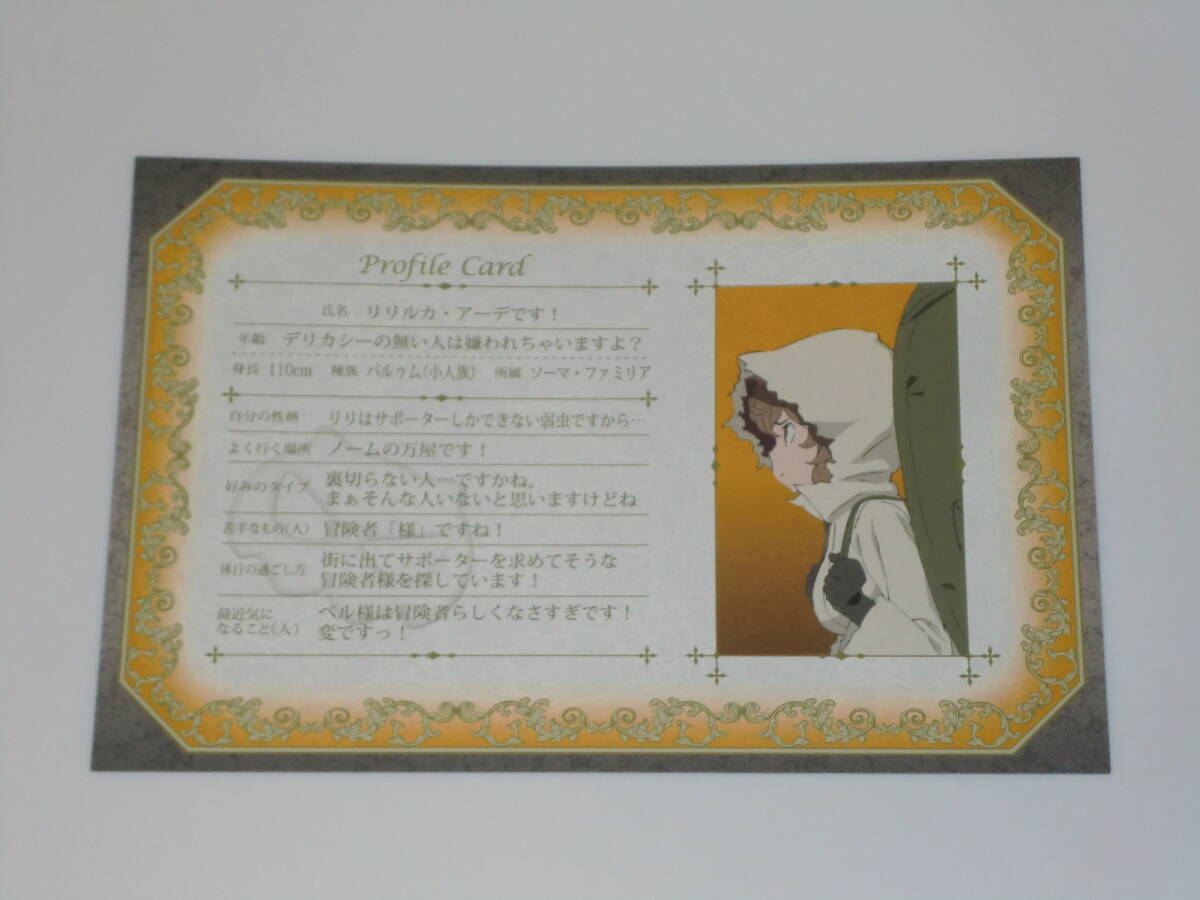 Profile Card
氏名 リリルカ・アーデです！
年齢 デリカシーの無い人は嫌われちゃいますよ？
身長 110cm 種族 パルゥム(小人族) 所属 ソーマ・ファミリア
自分の性格 リリはサポーターしかできない弱虫ですから…
よく行く場所 ノームの万屋です！
好みのタイプ 裏切らない人…ですかね。
まぁそんな人いないと思いますけどね
苦手なもの(人) 冒険者「様」ですね！
休日の過ごし方 街に出てサポーターを求めてそうな
冒険者様を探しています！
最近気に
なること(人) ベル様は冒険者らしくなさすぎです！
変ですっ！